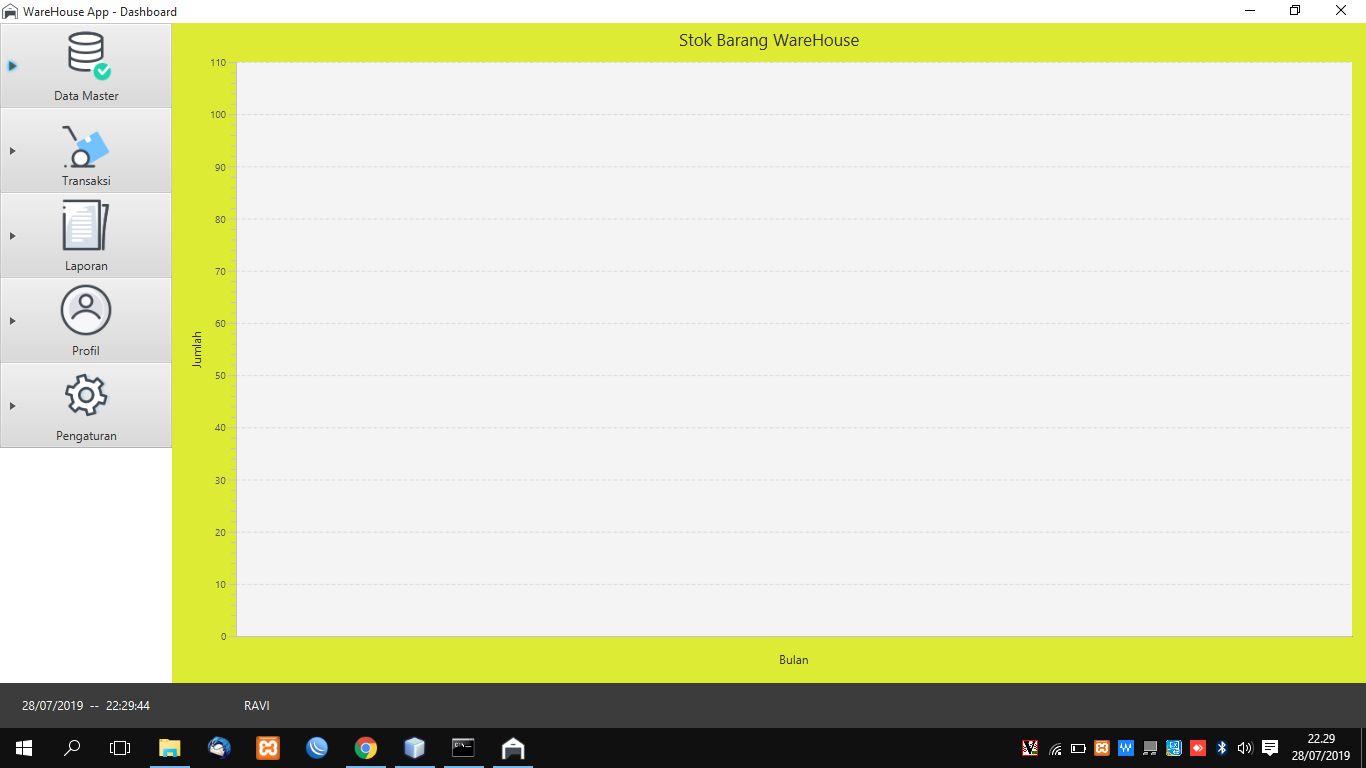 WareHouse App - Dashboard
Data Master
Transaksi
Laporan
Profil
Pengaturan
Stok Barang WareHouse
110
100
90
80
70
60
50
40
30
20
10
0
Jumlah
Bulan
28/07/2019 -- 22:29:44
RAVI
22.29
28/07/2019